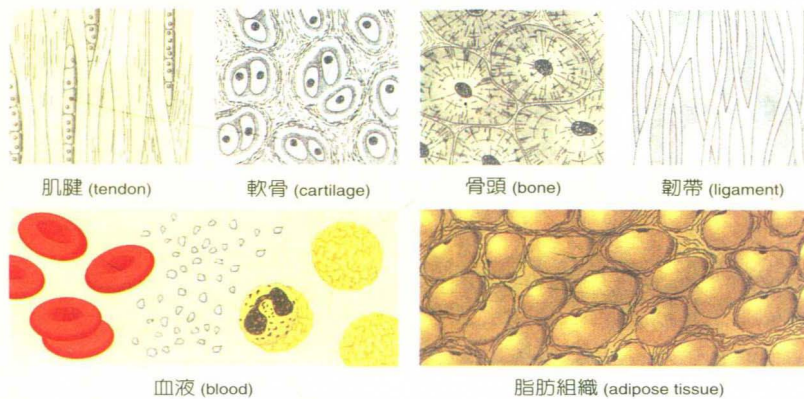 肌腱 (tendon)
軟骨 (cartilage)
骨頭 (bone)
韌帶 (ligament)
血液 (blood)
脂肪組織 (adipose tissue)